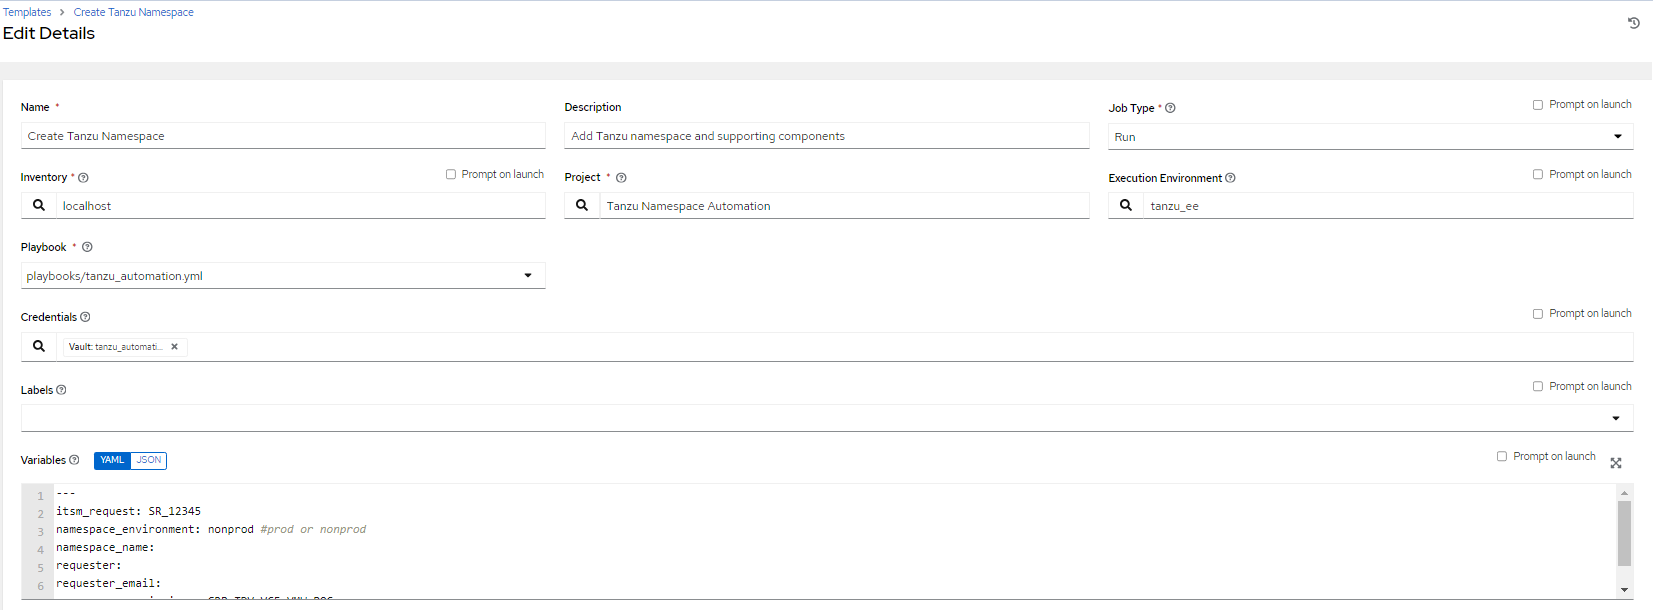 Templates > Create Tanzu Namespace
Edit Details
Name *
Description
Job Type *
Prompt on launch
Create Tanzu Namespace
Add Tanzu namespace and supporting components
Run
Inventory *
Prompt on launch
Project *
Execution Environment
Prompt on launch
localhost
Tanzu Namespace Automation
tanzu_ee
Playbook *
playbooks/tanzu_automation.yml
Credentials
Prompt on launch
Vault: tanzu_automati...
Labels
Prompt on launch
Variables YAML JSON
Prompt on launch
1 ---
2 itsm_request: SR_12345
3 namespace_environment: nonprod #prod or nonprod
4 namespace_name:
5 requester:
6 requester_email: